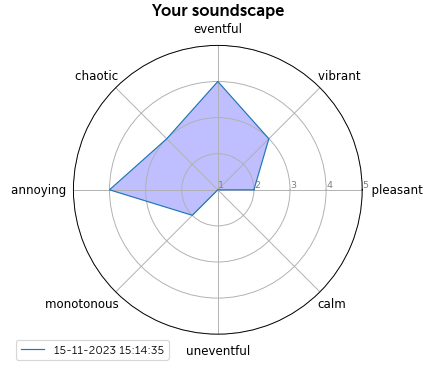 Your soundscape
eventful
chaotic
vibrant
annoying
1 2 3 4 5
pleasant
monotonous
calm
uneventful
15-11-2023 15:14:35